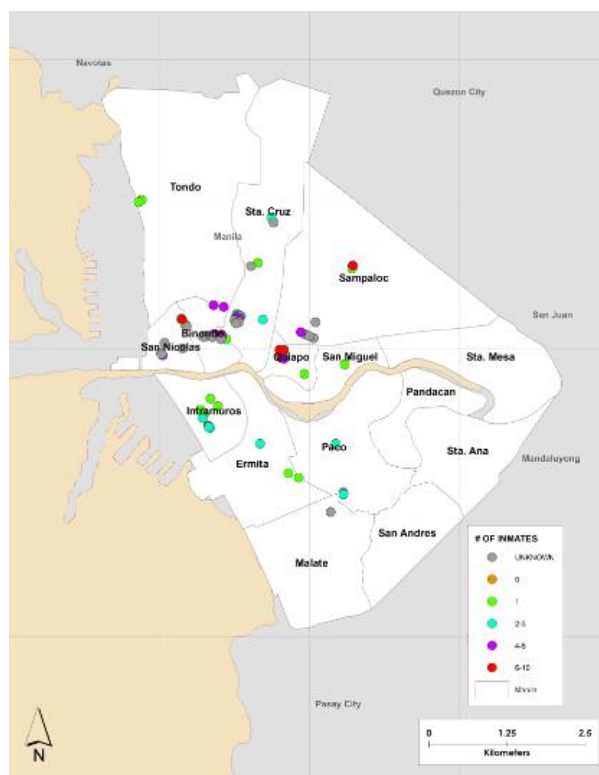 Navotas
Quezon City
Tondo
Sta. Cruz
Manila
Sampaloc
San Juan
Binondo
San Nicolas
Quiapo
San Miguel
Sta. Mesa
Pandacan
Intramuros
Ermita
Paco
Sta. Ana
Mandaluyong
San Andres
Malate
# OF INMATES
UNKNOWN
0
1
2-3
4-5
6-10
Pasay City
0 1.25 2.5
Kilometers
N